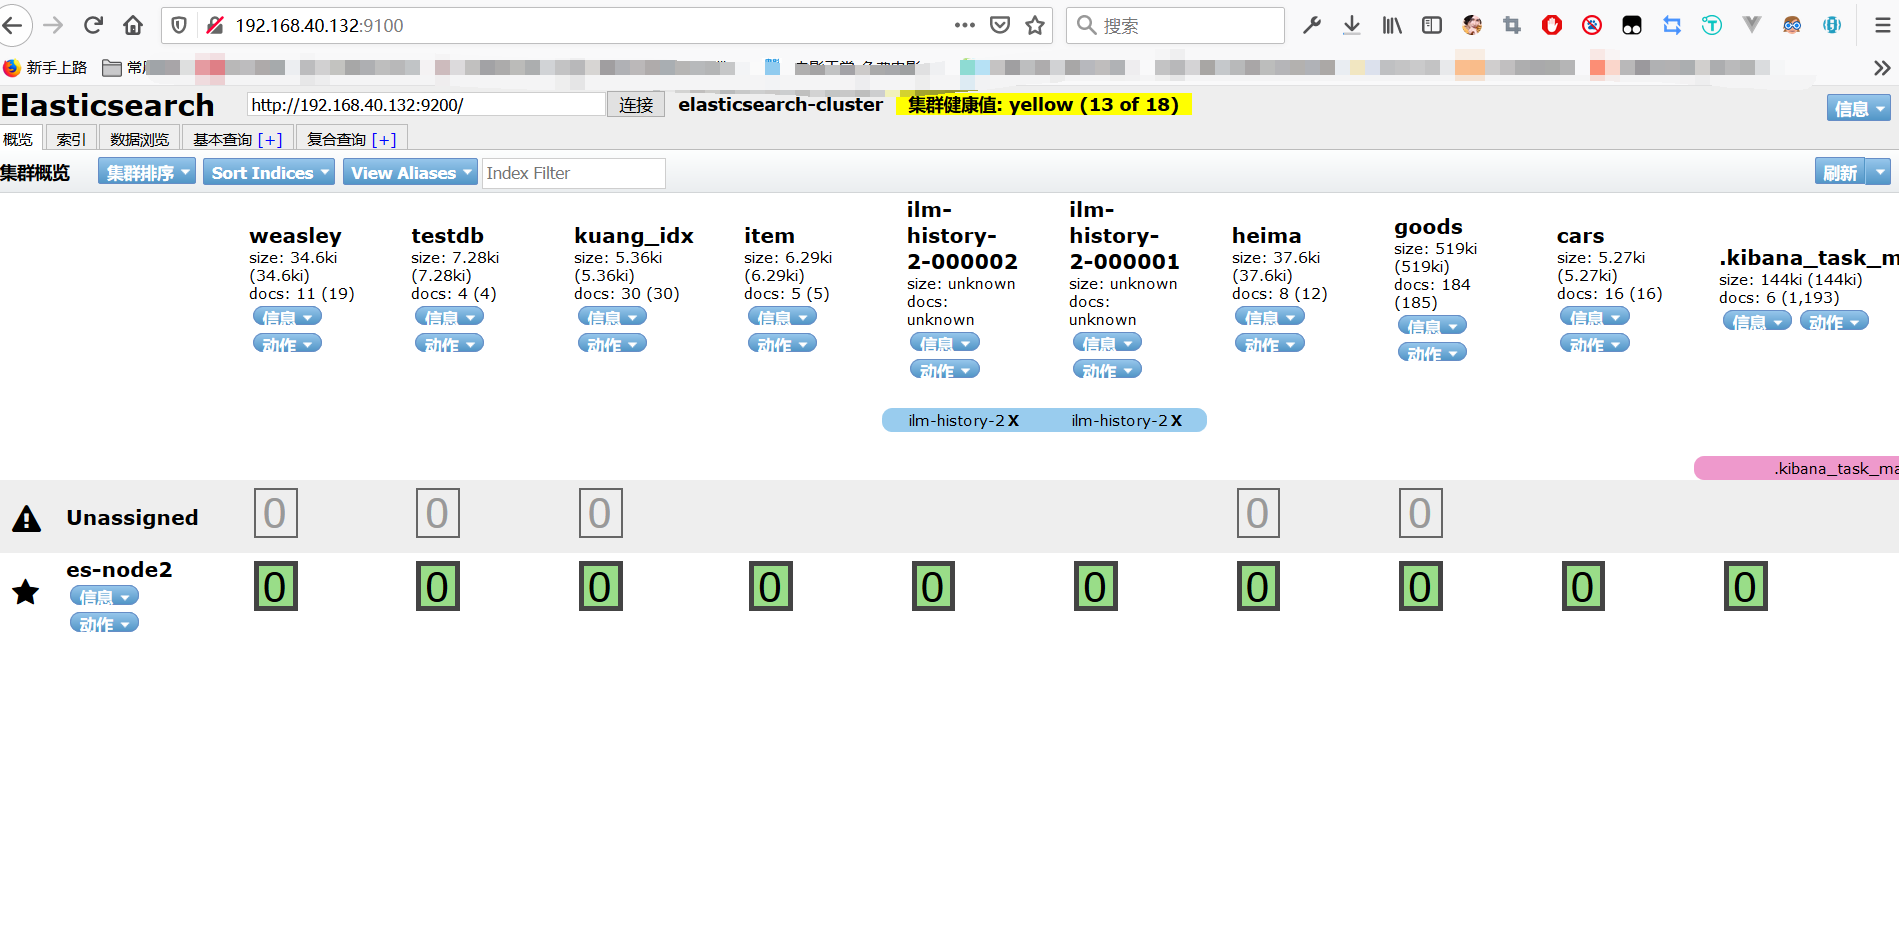 192.168.40.132:9100
搜索
新手上路
Elasticsearch
http://192.168.40.132:9200/
连接
elasticsearch-cluster
集群健康值: yellow (13 of 18)
信息
概览
索引
数据浏览
基本查询 [+]
复合查询 [+]
集群概览
集群排序
Sort Indices
View Aliases
Index Filter
刷新
weasley
size: 34.6ki
(34.6ki)
docs: 11 (19)
信息
动作
testdb
size: 7.28ki
(7.28ki)
docs: 4 (4)
信息
动作
kuang_idx
size: 5.36ki
(5.36ki)
docs: 30 (30)
信息
动作
item
size: 6.29ki
(6.29ki)
docs: 5 (5)
信息
动作
ilm-
history-
2-000002
size: unknown
docs:
unknown
信息
动作
ilm-
history-
2-000001
size: unknown
docs:
unknown
信息
动作
heima
size: 37.6ki
(37.6ki)
docs: 8 (12)
信息
动作
goods
size: 519ki
(519ki)
docs: 184
(185)
信息
动作
cars
size: 5.27ki
(5.27ki)
docs: 16 (16)
信息
动作
.kibana_task_m
size: 144ki (144ki)
docs: 6 (1,193)
信息
动作
ilm-history-2 X
ilm-history-2 X
.kibana_task_ma
Unassigned
0
0
0
0
0
es-node2
信息
动作
0
0
0
0
0
0
0
0
0
0